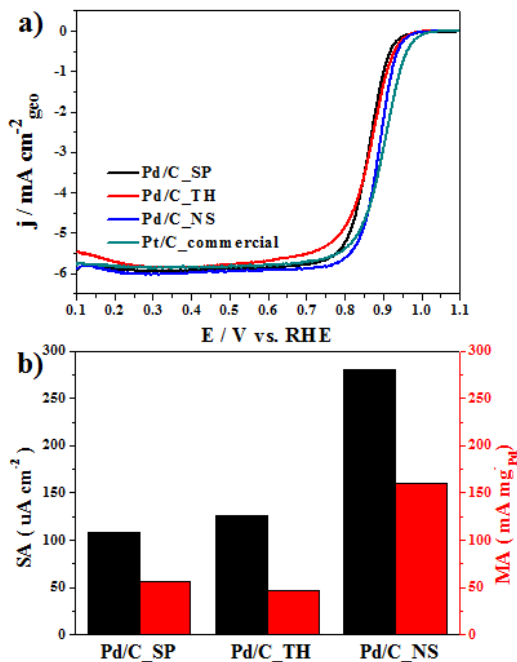 a)
0
-1
-2
-3
-4
-5
-6
j / mA cm⁻²geo
Pd/C_SP
Pd/C_TH
Pd/C_NS
Pt/C_commercial
0.1 0.2 0.3 0.4 0.5 0.6 0.7 0.8 0.9 1.0 1.1
E / V vs. RHE
b)
300 300
250 250
200 200
150 150
100 100
50 50
0 0
SA ( uA cm⁻²)
MA ( mA mg⁻Pd)
Pd/C_SP Pd/C_TH Pd/C_NS